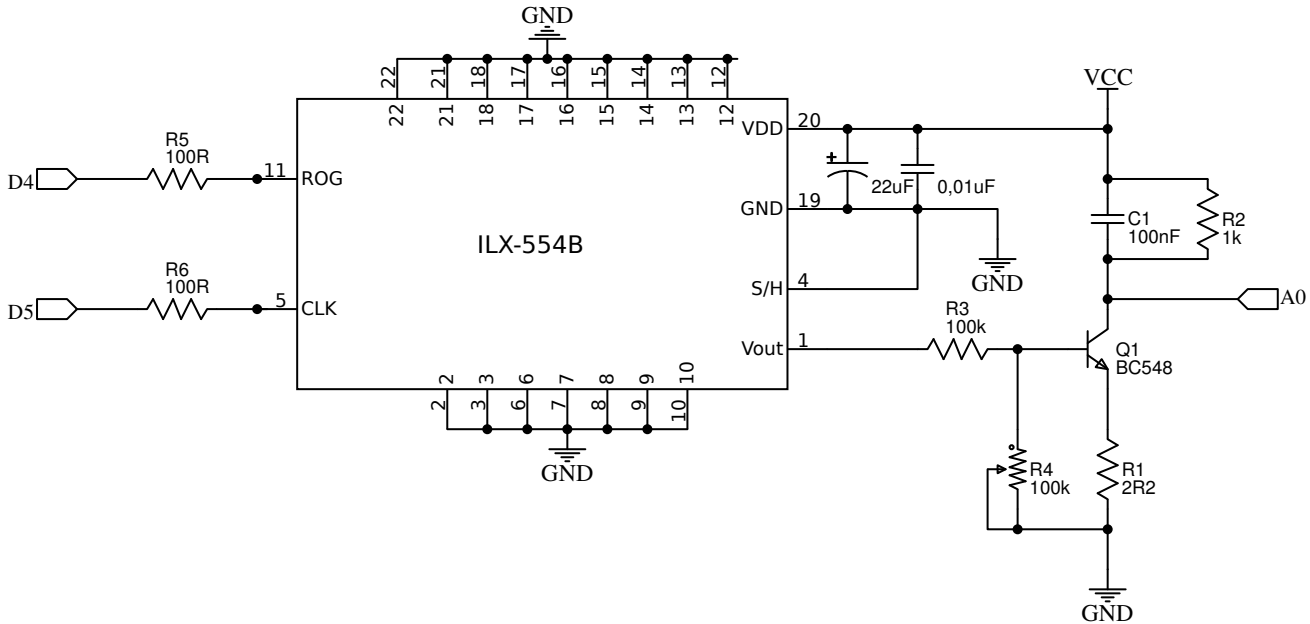 GND
22 21 18 17 16 15 14 13 12
22 21 18 17 16 15 14 13 12
VCC
VDD 20
R5
100R
D4
11 ROG
22uF 0,01uF
GND 19
C1
100nF
R2
1k
ILX-554B
GND
R6
100R
D5
5 CLK
S/H 4
A0
R3
100k
Vout 1
Q1
BC548
2 3 6 7 8 9 10
2 3 6 7 8 9 10
GND
R4
100k
R1
2R2
GND